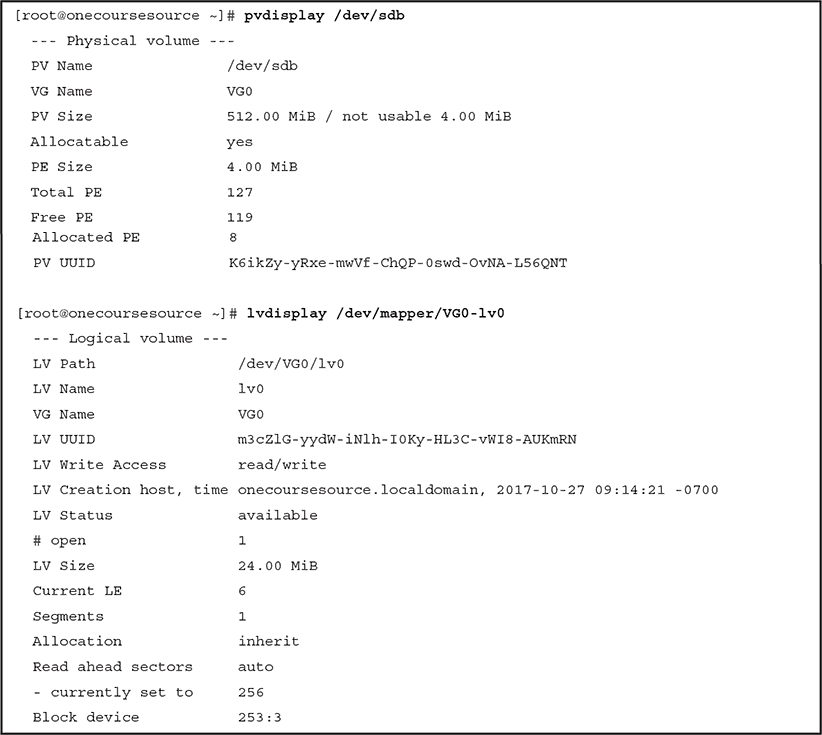 [root@onecoursesource ~]# pvdisplay /dev/sdb
--- Physical volume ---
PV Name /dev/sdb
VG Name VG0
PV Size 512.00 MiB / not usable 4.00 MiB
Allocatable yes
PE Size 4.00 MiB
Total PE 127
Free PE 119
Allocated PE 8
PV UUID K6ikZy-yRxe-mwVf-ChQP-0swd-OvNA-L56QNT
[root@onecoursesource ~]# lvdisplay /dev/mapper/VG0-lv0
--- Logical volume ---
LV Path /dev/VG0/lv0
LV Name lv0
VG Name VG0
LV UUID m3cZlG-yydW-iNlh-I0Ky-HL3C-vWI8-AUKmRN
LV Write Access read/write
LV Creation host, time onecoursesource.localdomain, 2017-10-27 09:14:21 -0700
LV Status available
# open 1
LV Size 24.00 MiB
Current LE 6
Segments 1
Allocation inherit
Read ahead sectors auto
- currently set to 256
Block device 253:3